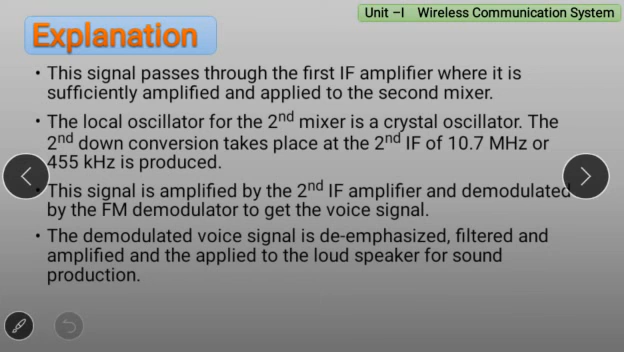 Unit –I Wireless Communication System
Explanation
• This signal passes through the first IF amplifier where it is
sufficiently amplified and applied to the second mixer.
• The local oscillator for the 2nd mixer is a crystal oscillator. The
2nd down conversion takes place at the 2nd IF of 10.7 MHz or
455 kHz is produced.
• This signal is amplified by the 2nd IF amplifier and demodulated
by the FM demodulator to get the voice signal.
• The demodulated voice signal is de-emphasized, filtered and
amplified and the applied to the loud speaker for sound
production.